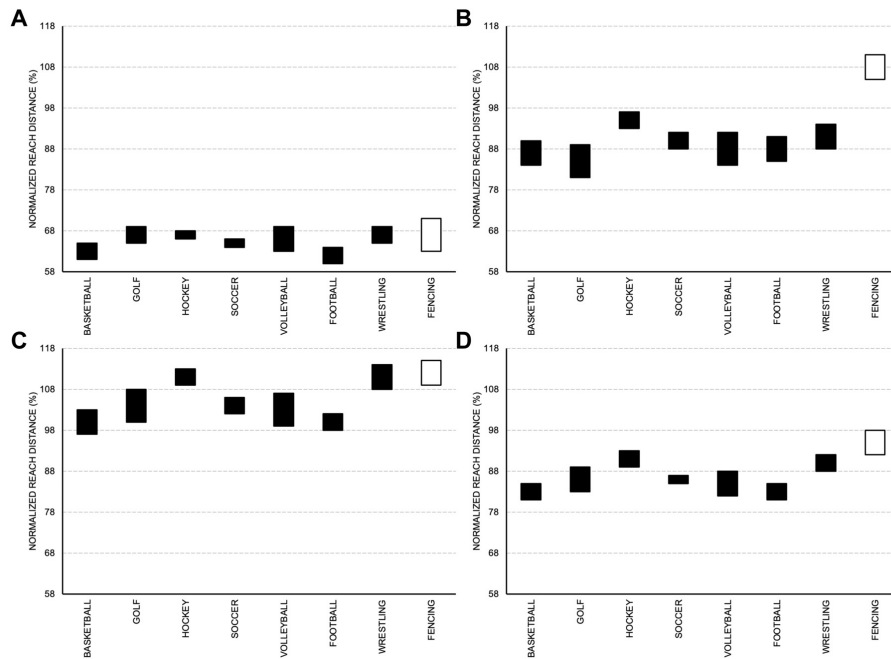 A
NORMALIZED REACH DISTANCE (%)
118
108
98
88
78
68
58
BASKETBALL
GOLF
HOCKEY
SOCCER
VOLLEYBALL
FOOTBALL
WRESTLING
FENCING
B
NORMALIZED REACH DISTANCE (%)
118
108
98
88
78
68
58
BASKETBALL
GOLF
HOCKEY
SOCCER
VOLLEYBALL
FOOTBALL
WRESTLING
FENCING
C
NORMALIZED REACH DISTANCE (%)
118
108
98
88
78
68
58
BASKETBALL
GOLF
HOCKEY
SOCCER
VOLLEYBALL
FOOTBALL
WRESTLING
FENCING
D
NORMALIZED REACH DISTANCE (%)
118
108
98
88
78
68
58
BASKETBALL
GOLF
HOCKEY
SOCCER
VOLLEYBALL
FOOTBALL
WRESTLING
FENCING